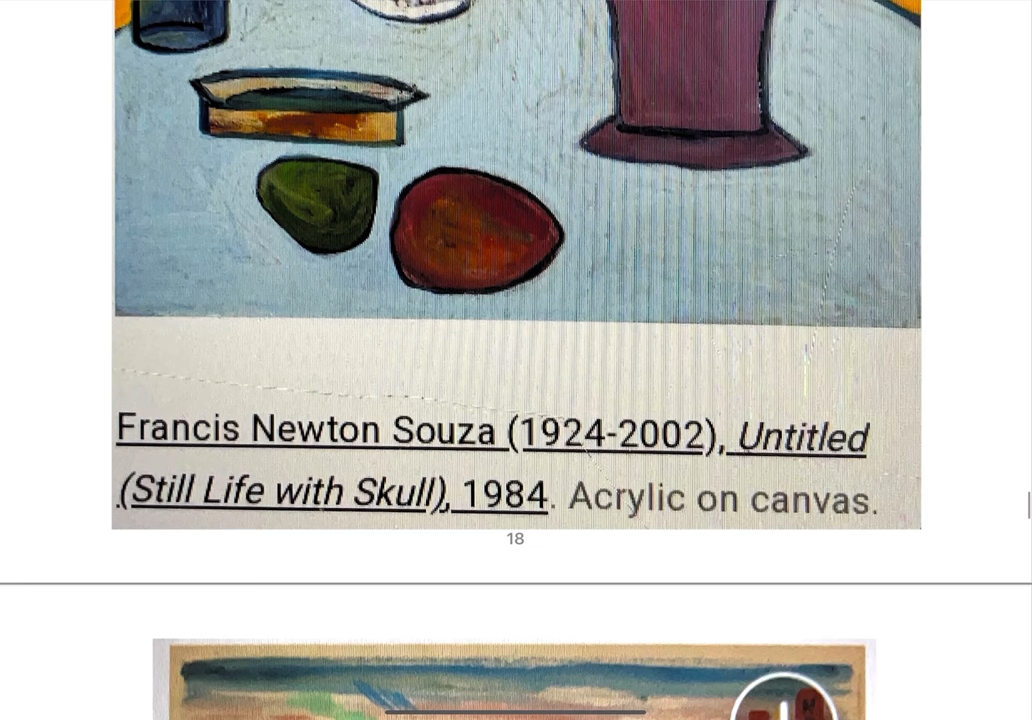 Francis Newton Souza (1924-2002), Untitled
(Still Life with Skull), 1984. Acrylic on canvas.
18